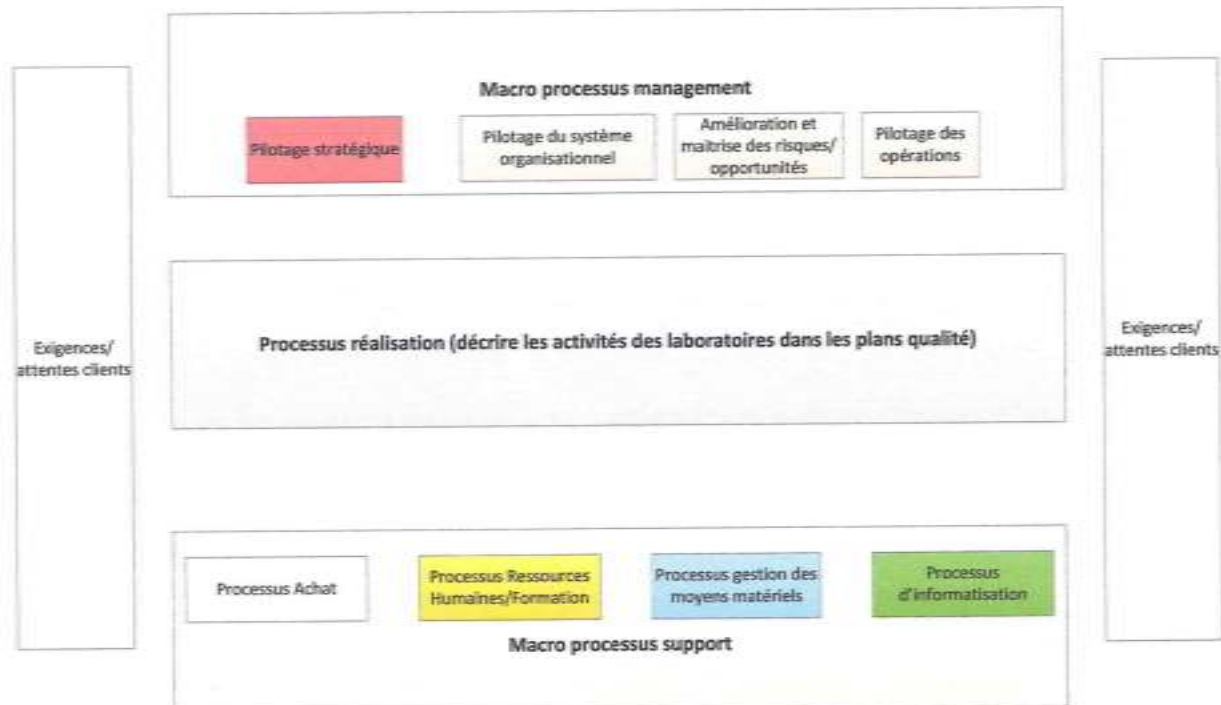 Macro processus management
Pilotage stratégique
Pilotage du système
organisationnel
Amélioration et
maîtrise des risques/
opportunités
Pilotage des
opérations
Exigences/
attentes clients
Processus réalisation (décrire les activités des laboratoires dans les plans qualité)
Exigences/
attentes clients
Processus Achat
Processus Ressources
Humaines/Formation
Processus gestion des
moyens matériels
Processus
d'informatisation
Macro processus support